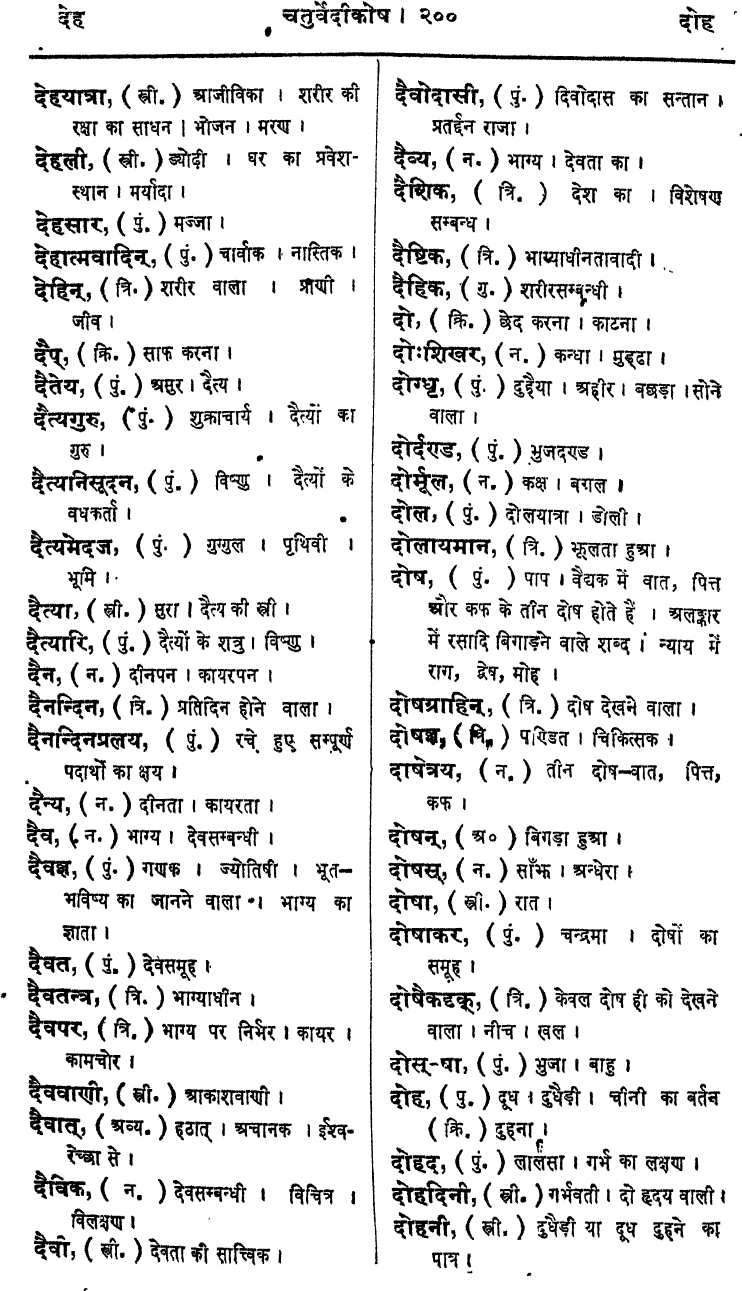 देह
चतुर्वेदीकोष । २००
दोह
देहयात्रा, ( स्त्री. ) आजीविका । शरीर की
रक्षा का साधन । भोजन । मरण ।
देहली, ( स्त्री. ) ड्योढ़ी । घर का प्रवेश-
स्थान । मर्यादा ।
देहसार, ( पुं. ) मज्जा ।
देहात्मवादिन्, ( पुं. ) चार्वाक । नास्तिक ।
देहिन्, ( त्रि. ) शरीर वाला । प्राणी ।
जीव ।
दैप्, ( क्रि. ) साफ करना ।
दैतेय, ( पुं. ) असुर । दैत्य ।
दैत्यगुरु, ( पुं. ) शुक्राचार्य । दैत्यों का
गुरु ।
दैत्यनिसूदन, ( पुं. ) विष्णु । दैत्यों के
वधकर्ता ।
दैत्यमेदज, ( पुं. ) गुग्गुल । पृथिवी ।
भूमि ।
दैत्या, ( स्त्री. ) सुरा । दैत्य की स्त्री ।
दैत्यारि, ( पुं. ) दैत्यों के शत्रु । विष्णु ।
दैन, ( न. ) दीनपन । कायरपन ।
दैनन्दिन, ( त्रि. ) प्रतिदिन होने वाला ।
दैनन्दिनप्रलय, ( पुं. ) रचे हुए सम्पूर्ण
पदार्थों का क्षय ।
दैन्य, ( न. ) दीनता । कायरता ।
दैव, ( न. ) भाग्य । देवसम्बन्धी ।
दैवज्ञ, ( पुं. ) गणक । ज्योतिषी । भूत–
भविष्य का जानने वाला । भाग्य का
ज्ञाता ।
दैवत, ( पुं. ) देवसमूह ।
दैवतन्त्र, ( त्रि. ) भाग्याधीन ।
दैवपर, ( त्रि. ) भाग्य पर निर्भर । कायर ।
कामचोर ।
दैववाणी, ( स्त्री. ) आकाशवाणी ।
दैवात्, ( अव्य. ) हठात् । अचानक । ईश्व-
रेच्छा से ।
दैविक, ( न. ) देवसम्बन्धी । विचित्र ।
विलक्षण ।
दैवी, ( स्त्री. ) देवता की सात्त्विक ।
दैवोदासी, ( पुं. ) दिवोदास का सन्तान ।
प्रतर्द्दन राजा ।
दैव्य, ( न. ) भाग्य । देवता का ।
दैशिक, ( त्रि. ) देश का । विशेषण
सम्बन्ध ।
दैष्टिक, ( त्रि. ) भाग्याधीनतावादी ।
दैहिक, ( गु. ) शरीरसम्बन्धी ।
दो, ( क्रि. ) छेद करना । काटना ।
दोःशिखर, ( न. ) कन्धा । मुड्ढा ।
दोग्धृ, ( पुं. ) दुहैया । अहीर । बछड़ा । सोने
वाला ।
दोर्दण्ड, ( पुं. ) भुजदण्ड ।
दोर्मूल, ( न. ) कक्ष । बगल ।
दोल, ( पुं. ) दोलयात्रा । डोली ।
दोलायमान, ( त्रि. ) झूलता हुआ ।
दोष, ( पुं. ) पाप । वैद्यक में वात, पित्त
और कफ के तीन दोष होते हैं । अलङ्कार
में रसादि बिगाड़ने वाले शब्द । न्याय में
राग, द्वेष, मोह ।
दोषग्राहिन्, ( त्रि. ) दोष देखने वाला ।
दोषज्ञ, ( त्रि. ) पण्डित । चिकित्सक ।
दोषत्रय, ( न. ) तीन दोष–वात, पित्त,
कफ ।
दोषन्, ( अ० ) बिगड़ा हुआ ।
दोषस्, ( न. ) साँझ । अन्धेरा ।
दोषा, ( स्त्री. ) रात ।
दोषाकर, ( पुं. ) चन्द्रमा । दोषों का
समूह ।
दोषैकदृक्, ( त्रि. ) केवल दोष ही को देखने
वाला । नीच । खल ।
दोस्-षा, ( पुं. ) भुजा । बाहु ।
दोह, ( पु. ) दूध । दुधैड़ी । चीनी का बर्तन
( क्रि. ) दुहना ।
दोहद, ( पुं. ) लालसा । गर्भ का लक्षण ।
दोहदिनी, ( स्त्री. ) गर्भवती । दो हृदय वाली ।
दोहनी, ( स्त्री. ) दुधैड़ी या दूध दुहने का
पात्र ।